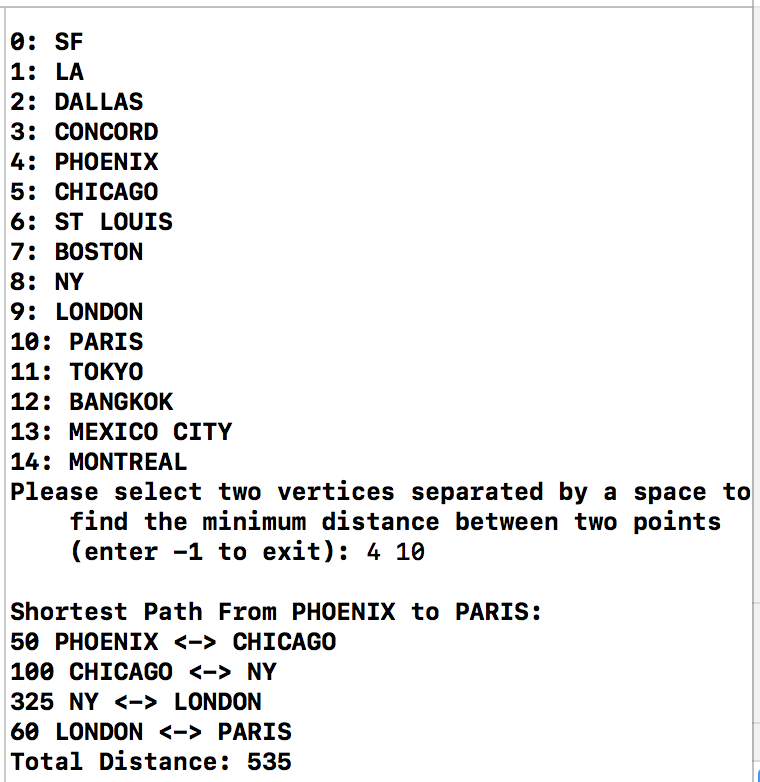 0: SF
1: LA
2: DALLAS
3: CONCORD
4: PHOENIX
5: CHICAGO
6: ST LOUIS
7: BOSTON
8: NY
9: LONDON
10: PARIS
11: TOKYO
12: BANGKOK
13: MEXICO CITY
14: MONTREAL
Please select two vertices separated by a space to
find the minimum distance between two points
(enter -1 to exit): 4 10
Shortest Path From PHOENIX to PARIS:
50 PHOENIX <-> CHICAGO
100 CHICAGO <-> NY
325 NY <-> LONDON
60 LONDON <-> PARIS
Total Distance: 535